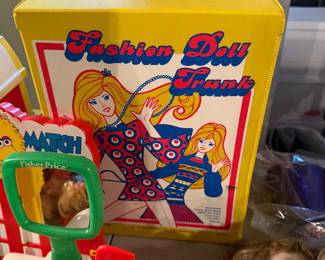 Fashion Doll
Trunk
MATCH
Fisher-Price